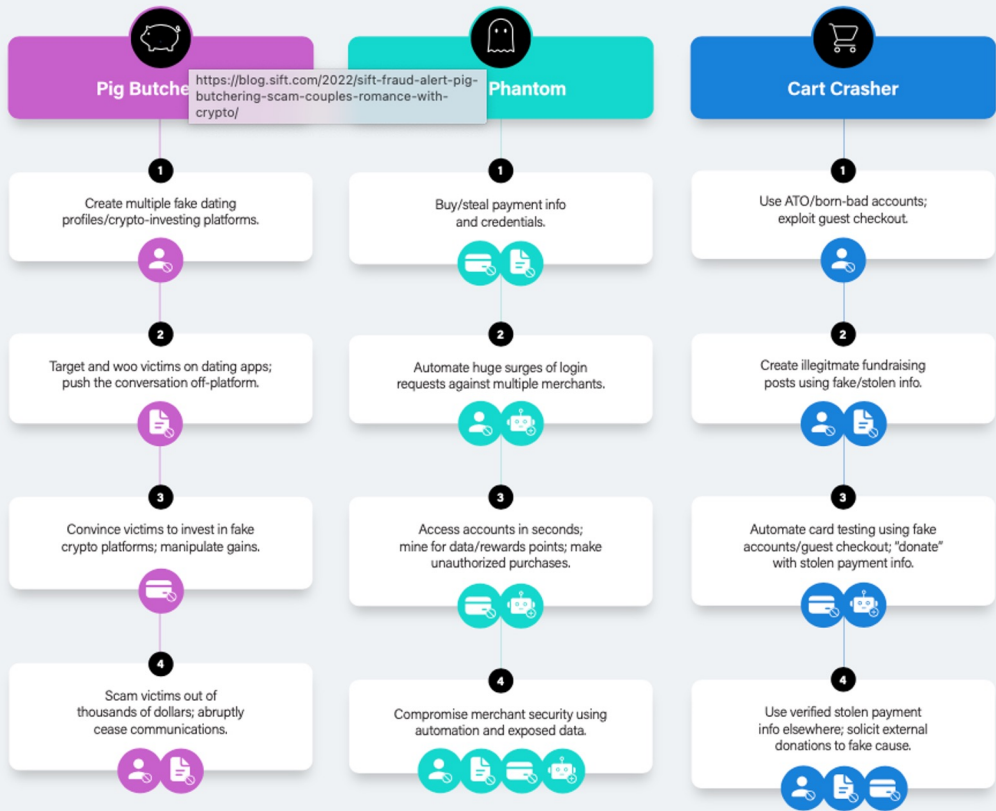 Pig Butche
https://blog.sift.com/2022/sift-fraud-alert-pig-
butchering-scam-couples-romance-with-
crypto/
1
Create multiple fake dating
profiles/crypto-investing platforms.
2
Target and woo victims on dating apps;
push the conversation off-platform.
3
Convince victims to invest in fake
crypto platforms; manipulate gains.
4
Scam victims out of
thousands of dollars; abruptly
cease communications.
Phantom
1
Buy/steal payment info
and credentials.
2
Automate huge surges of login
requests against multiple merchants.
3
Access accounts in seconds;
mine for data/rewards points; make
unauthorized purchases.
4
Compromise merchant security using
automation and exposed data.
Cart Crasher
1
Use ATO/born-bad accounts;
exploit guest checkout.
2
Create illegitmate fundraising
posts using fake/stolen info.
3
Automate card testing using fake
accounts/guest checkout; “donate”
with stolen payment info.
4
Use verified stolen payment
info elsewhere; solicit external
donations to fake cause.